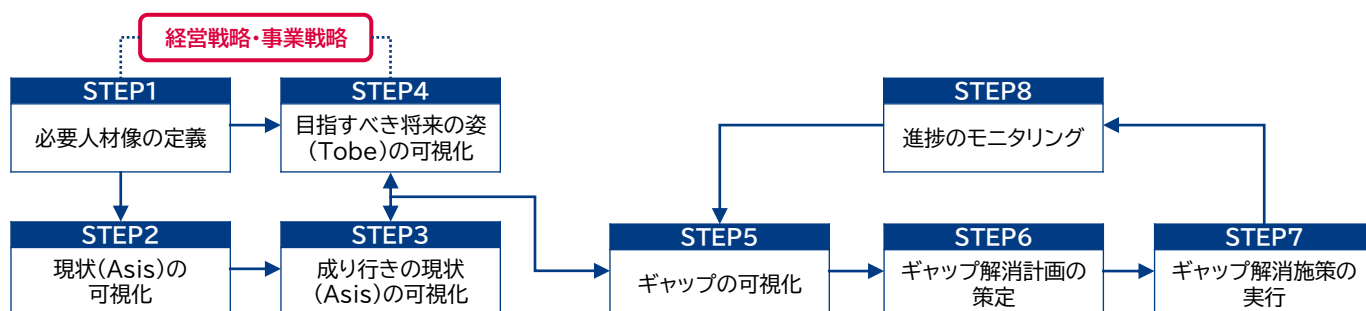 経営戦略・事業戦略
STEP1
必要人材像の定義
STEP4
目指すべき将来の姿
(Tobe)の可視化
STEP8
進捗のモニタリング
STEP2
現状(Asis)の
可視化
STEP3
成り行きの現状
(Asis)の可視化
STEP5
ギャップの可視化
STEP6
ギャップ解消計画の
策定
STEP7
ギャップ解消施策の
実行